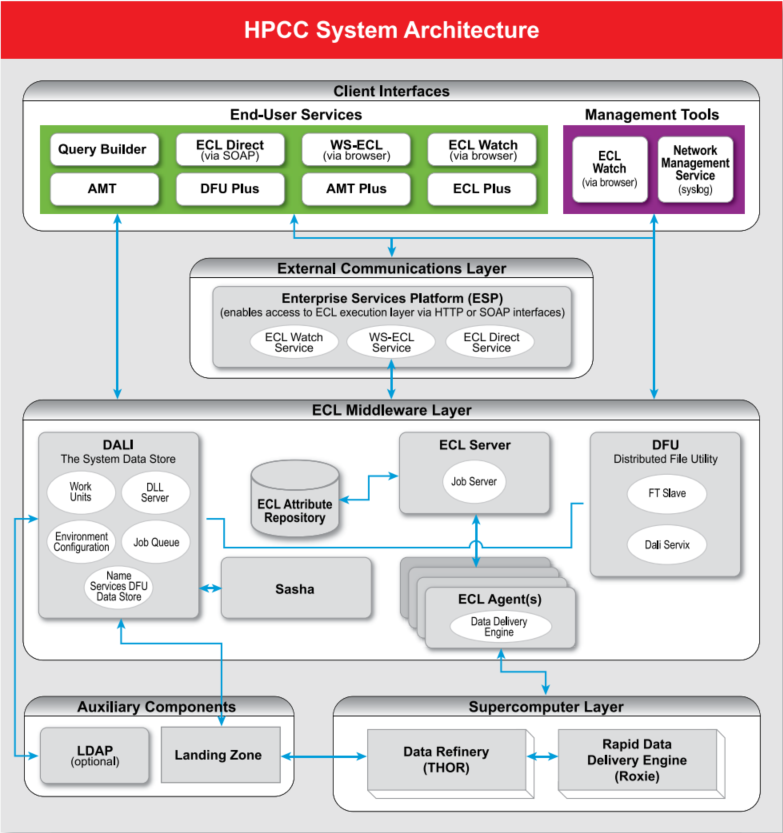 HPCC System Architecture
Client Interfaces
End-User Services
Query Builder
ECL Direct
(via SOAP)
WS-ECL
(via browser)
ECL Watch
(via browser)
AMT
DFU Plus
AMT Plus
ECL Plus
Management Tools
ECL
Watch
(via browser)
Network
Management
Service
(syslog)
External Communications Layer
Enterprise Services Platform (ESP)
(enables access to ECL execution layer via HTTP or SOAP interfaces)
ECL Watch
Service
WS-ECL
Service
ECL Direct
Service
ECL Middleware Layer
DALI
The System Data Store
Work
Units
DLL
Server
Environment
Configuration
Job Queue
Name
Services DFU
Data Store
ECL Attribute
Repository
Sasha
ECL Server
Job Server
ECL Agent(s)
Data Delivery
Engine
DFU
Distributed File Utility
FT Slave
Dali Servix
Auxiliary Components
LDAP
(optional)
Landing Zone
Supercomputer Layer
Data Refinery
(THOR)
Rapid Data
Delivery Engine
(Roxie)